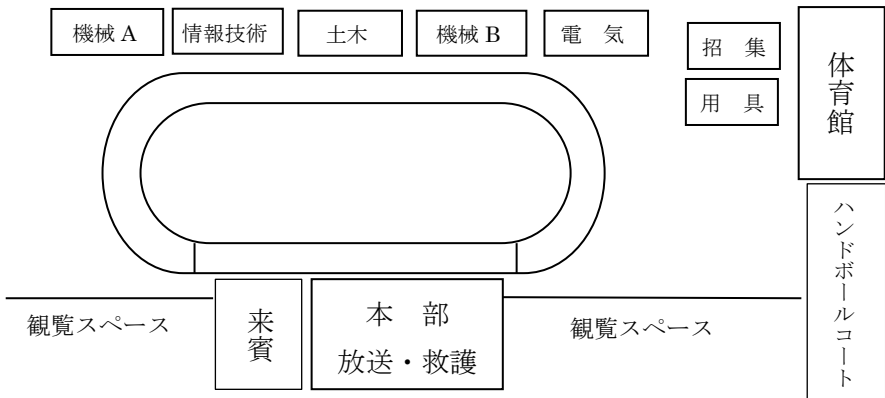 機械 A
情報技術
土木
機械 B
電　気
招　集
用　具
体育館
ハンドボールコート
観覧スペース
来賓
本　部
放送・救護
観覧スペース